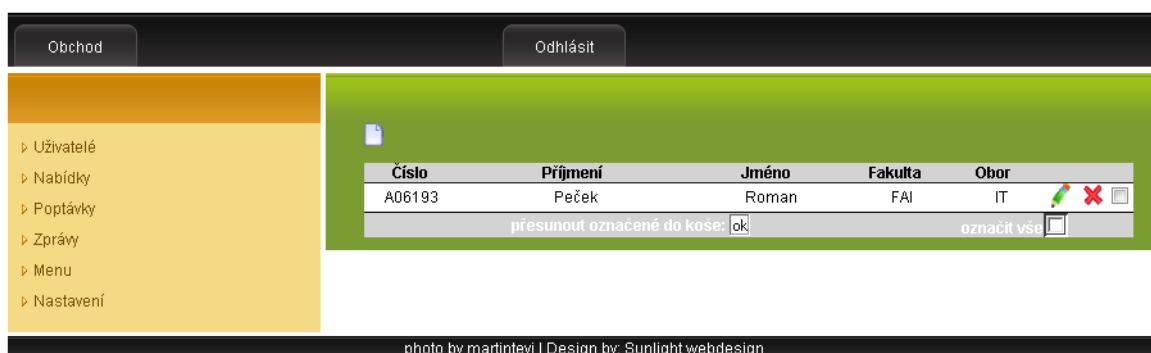 Obchod Odhlásit
Uživatelé
Nabídky
Poptávky
Zprávy
Menu
Nastavení
Číslo Příjmení Jméno Fakulta Obor
A06193 Peček Roman FAI IT
přesunout označené do koše: ok označit vše
photo by martintevi | Design by: Sunlight webdesign